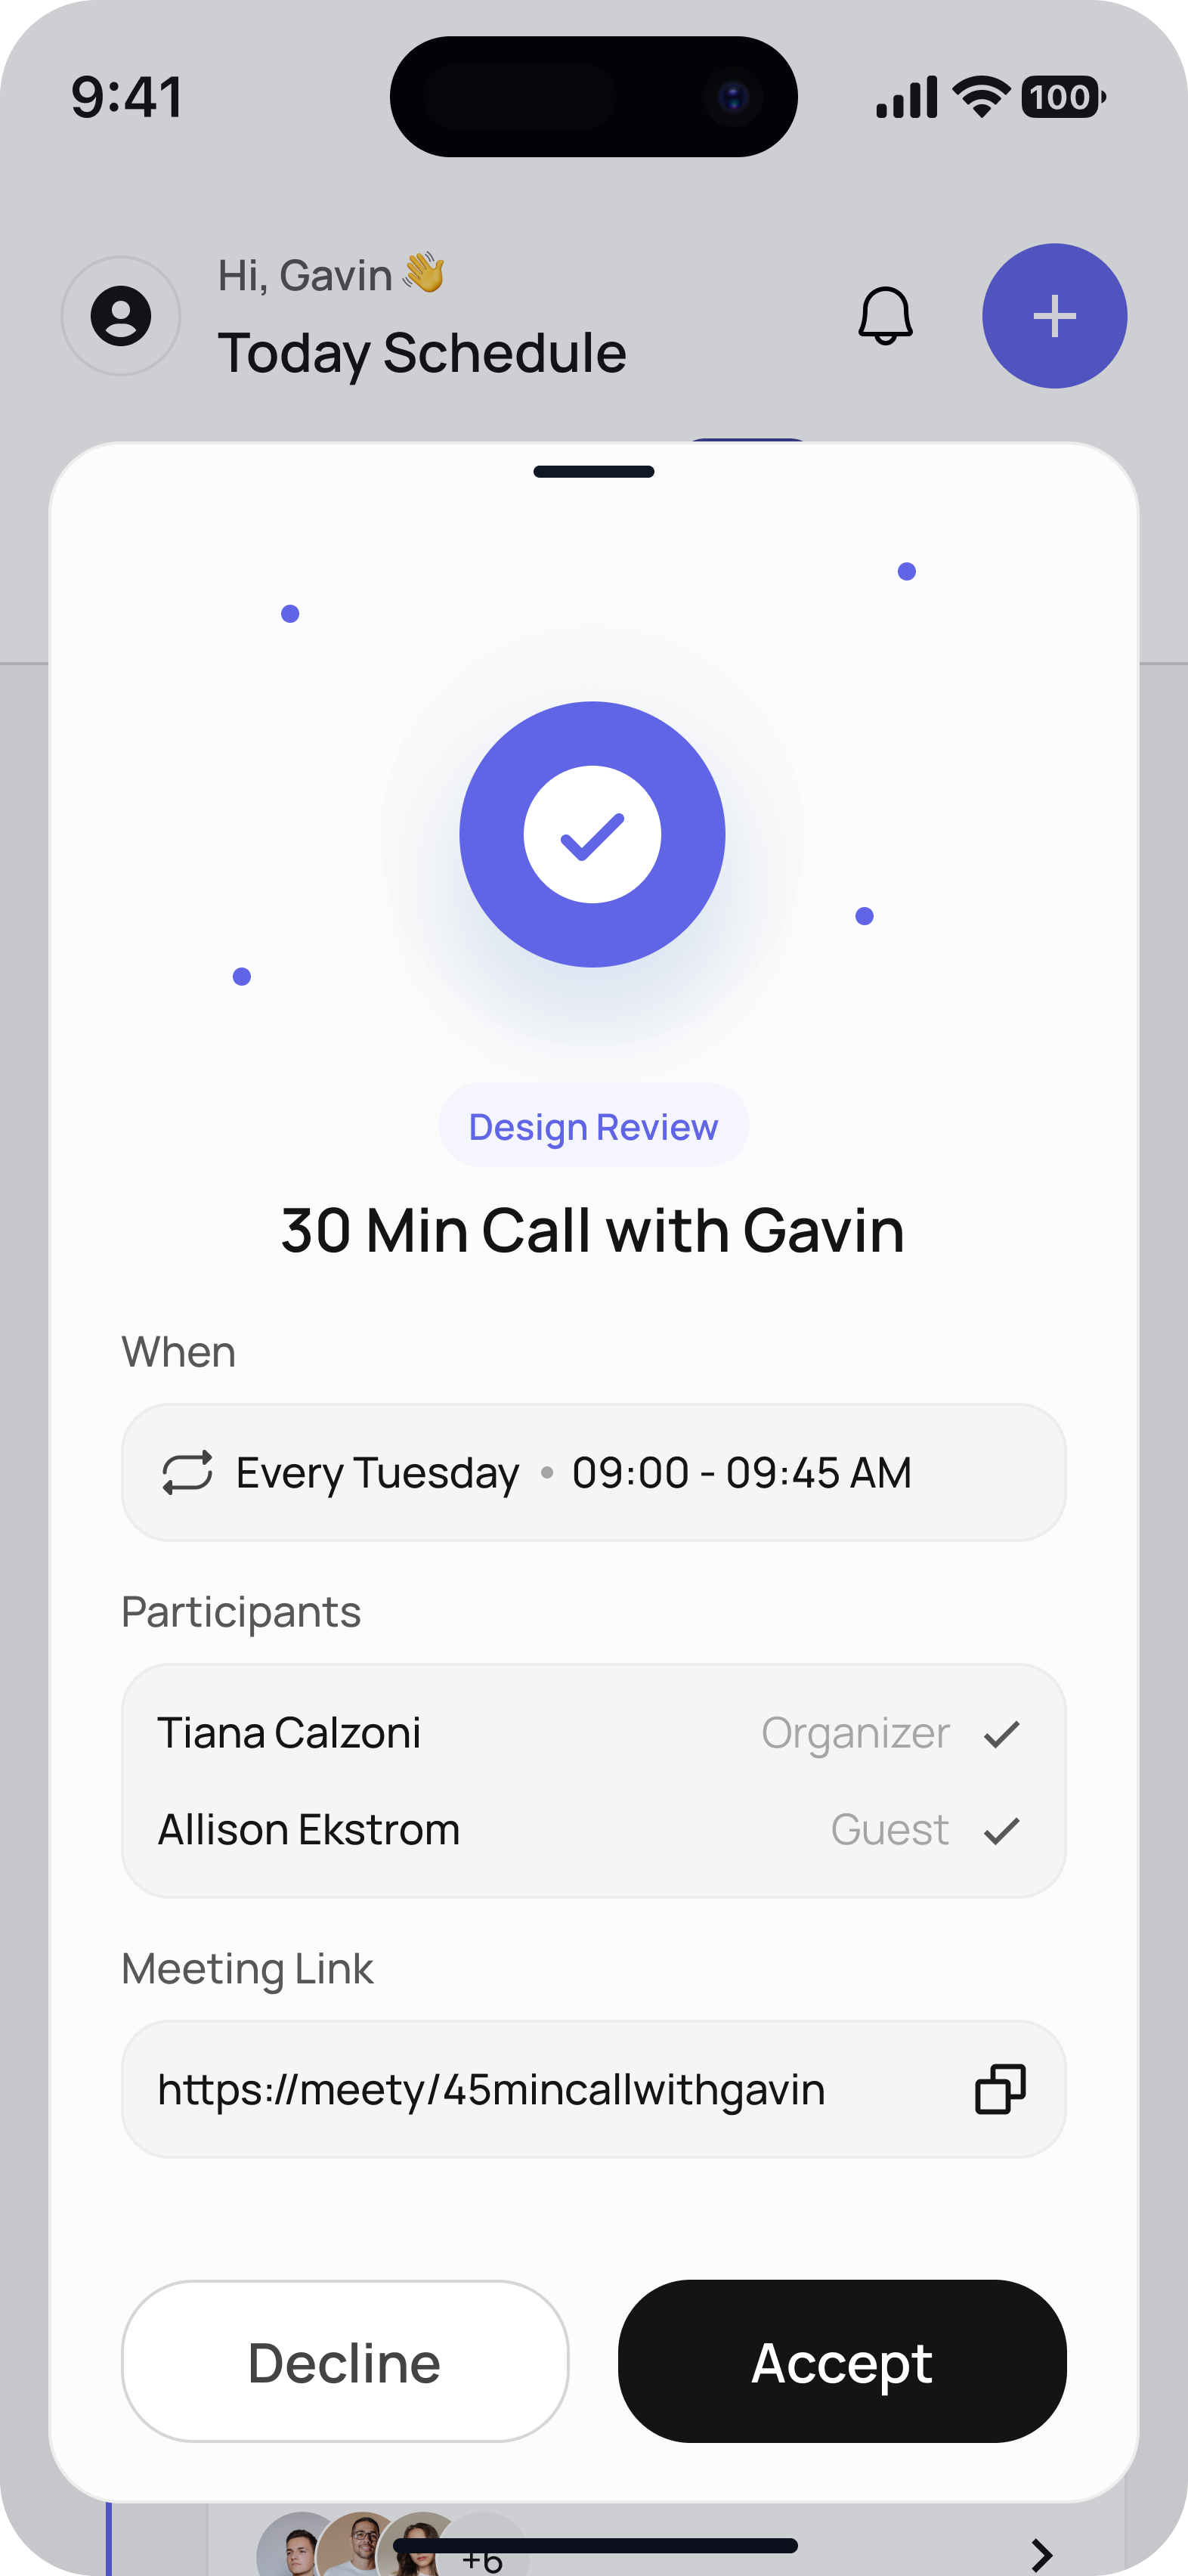 9:41
100
Hi, Gavin 👋
Today Schedule
Design Review
30 Min Call with Gavin
When
Every Tuesday • 09:00 - 09:45 AM
Participants
Tiana Calzoni Organizer
Allison Ekstrom Guest
Meeting Link
https://meety/45mincallwithgavin
Decline Accept
+6